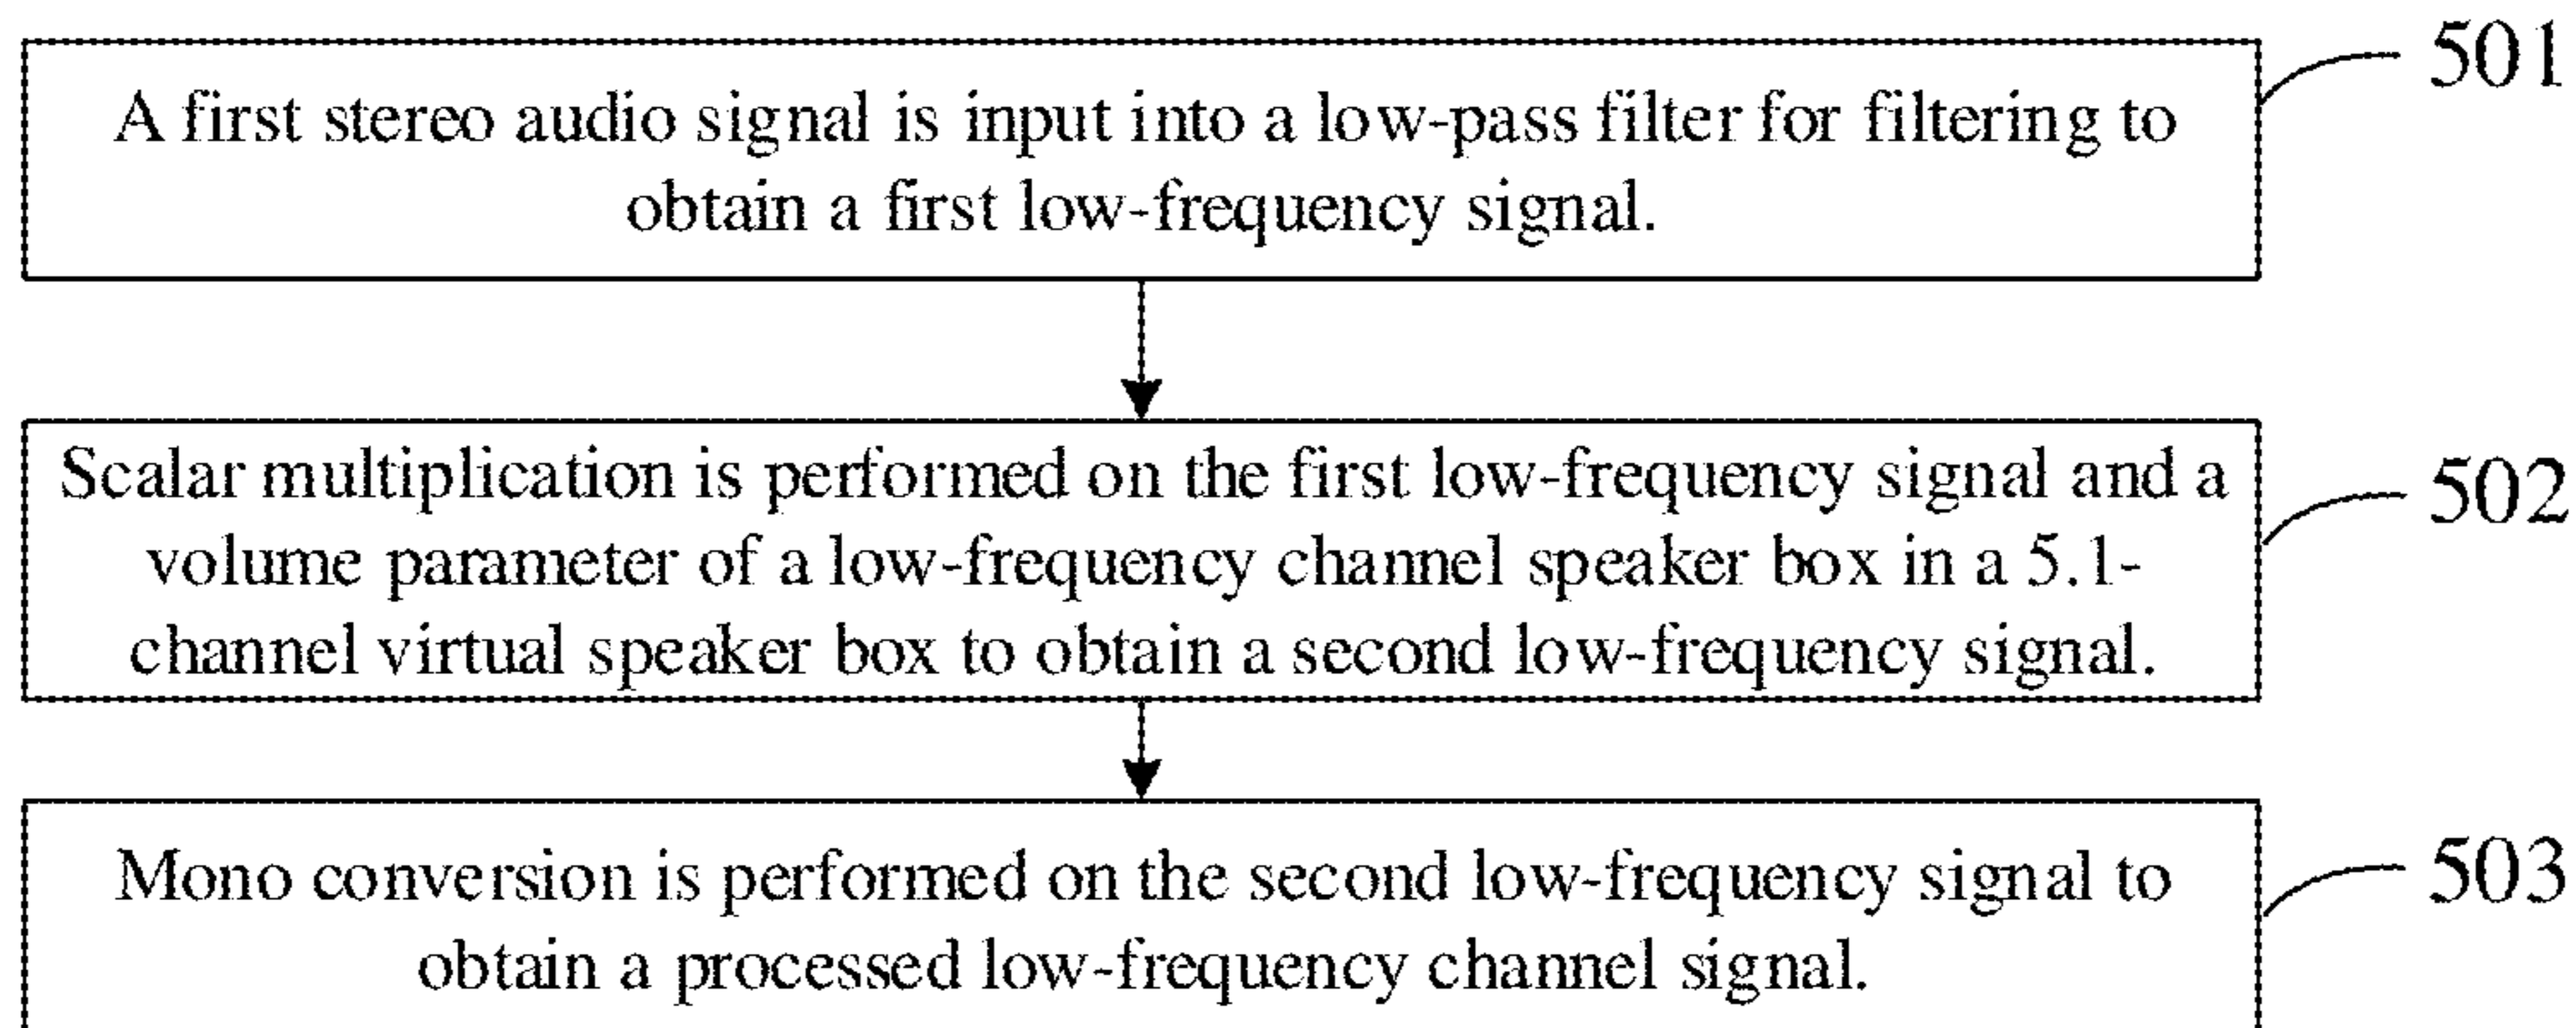 501
A first stereo audio signal is input into a low-pass filter for filtering to
obtain a first low-frequency signal.
502
Scalar multiplication is performed on the first low-frequency signal and a
volume parameter of a low-frequency channel speaker box in a 5.1-
channel virtual speaker box to obtain a second low-frequency signal.
503
Mono conversion is performed on the second low-frequency signal to
obtain a processed low-frequency channel signal.